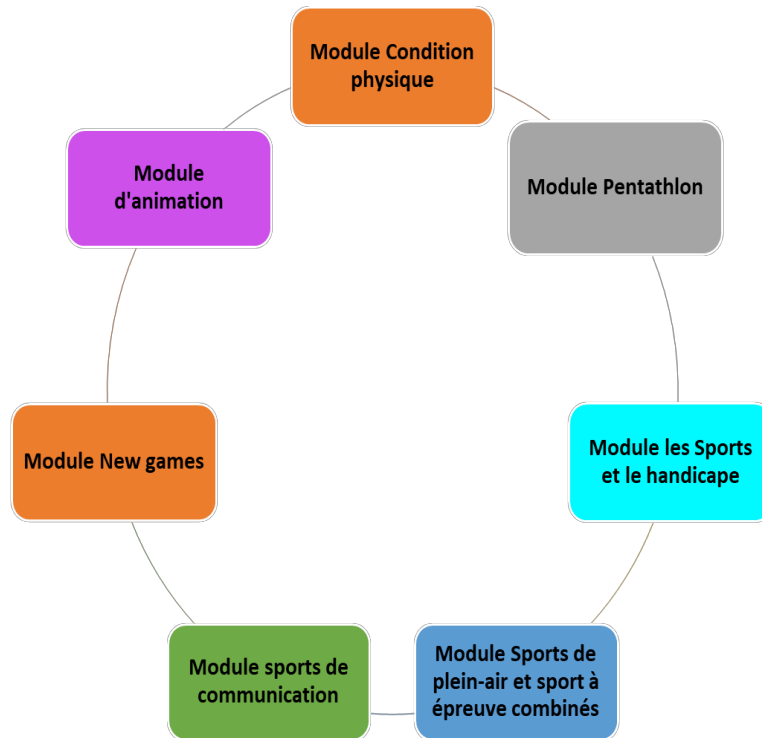 Module Condition
physique
Module Pentathlon
Module les Sports
et le handicape
Module Sports de
plein-air et sport à
épreuve combinés
Module sports de
communication
Module New games
Module
d'animation